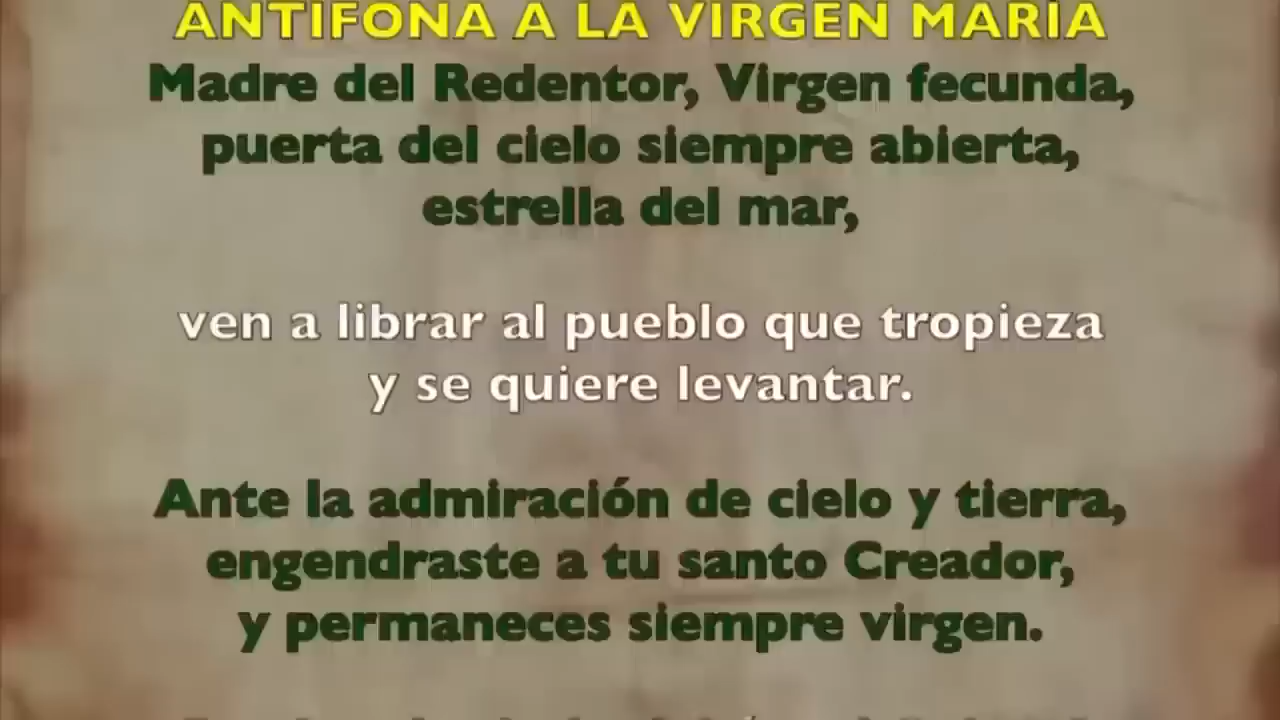 ANTIFONA A LA VIRGEN MARÍA
Madre del Redentor, Virgen fecunda,
puerta del cielo siempre abierta,
estrella del mar,
ven a librar al pueblo que tropieza
y se quiere levantar.
Ante la admiración de cielo y tierra,
engendraste a tu santo Creador,
y permaneces siempre virgen.